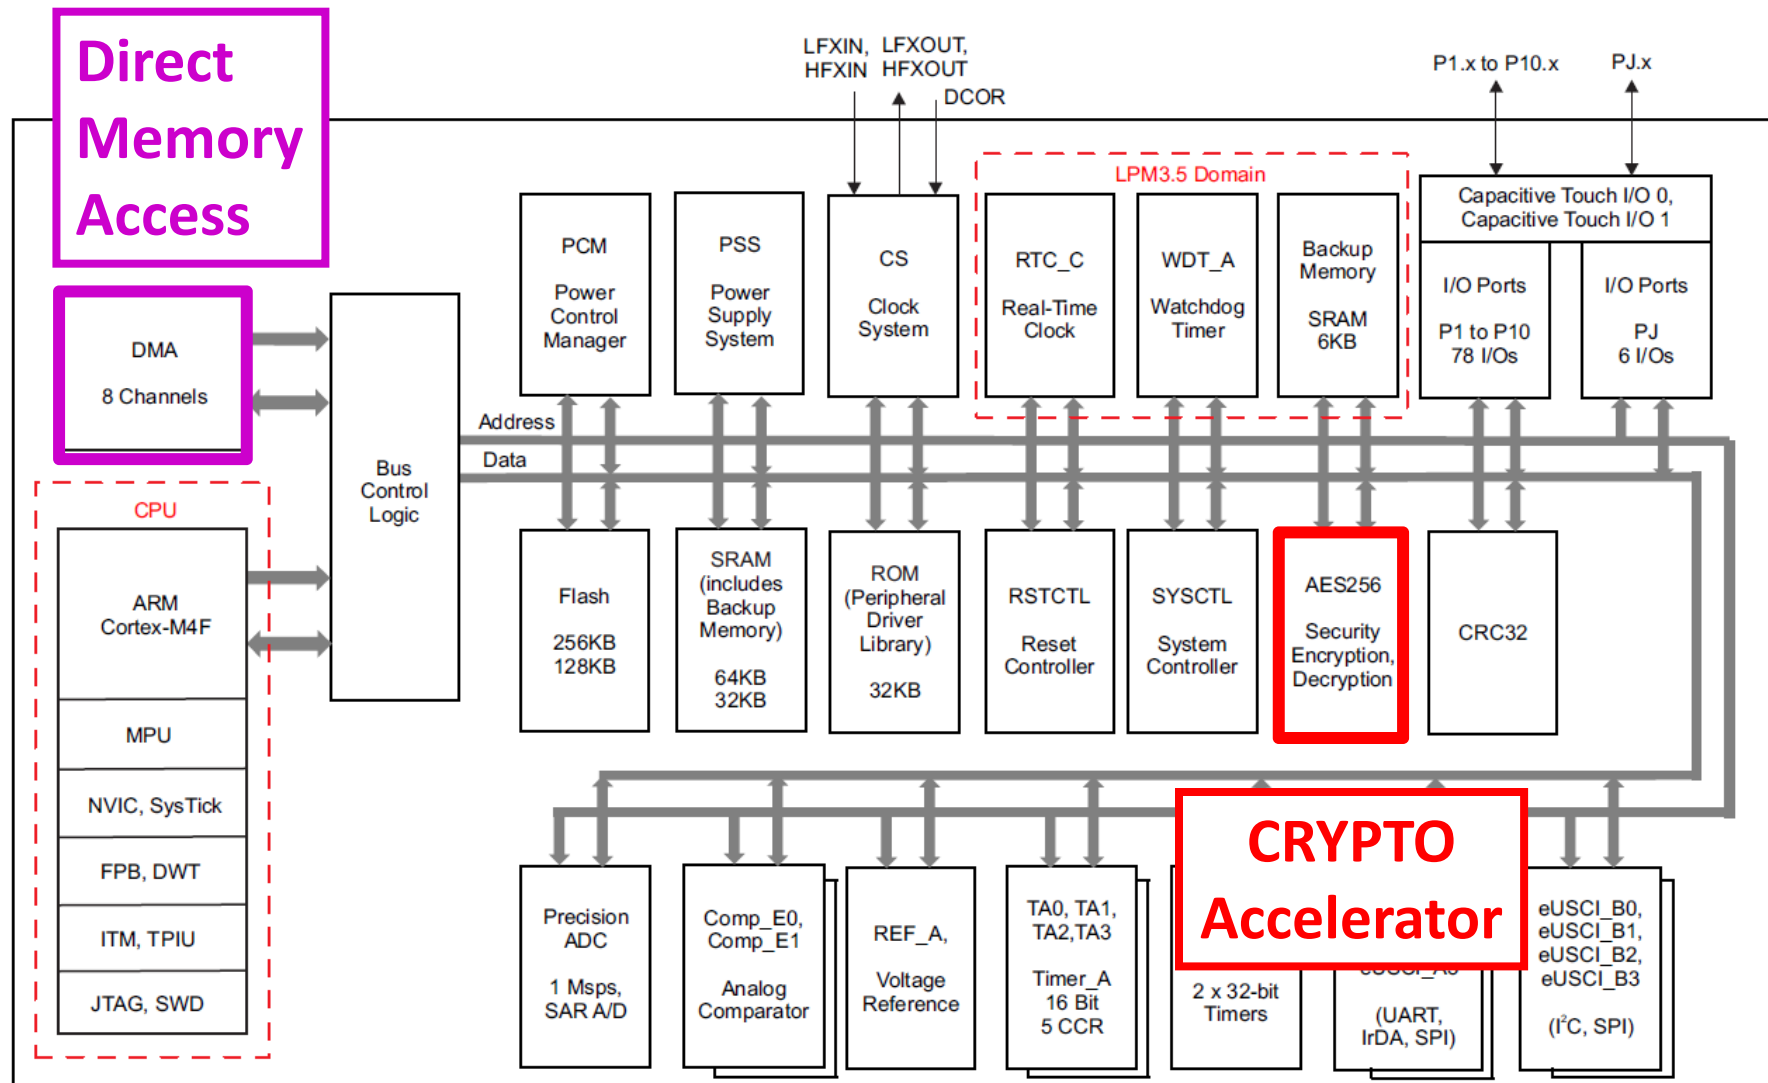 Direct
Memory
Access
LFXIN,
HFXIN
LFXOUT,
HFXOUT
DCOR
P1.x to P10.x
PJ.x
LPM3.5 Domain
DMA
8 Channels
CPU
ARM
Cortex-M4F
MPU
NVIC, SysTick
FPB, DWT
ITM, TPIU
JTAG, SWD
Bus
Control
Logic
Address
Data
PCM
Power
Control
Manager
PSS
Power
Supply
System
CS
Clock
System
RTC_C
Real-Time
Clock
WDT_A
Watchdog
Timer
Backup
Memory
SRAM
6KB
Capacitive Touch I/O 0,
Capacitive Touch I/O 1
I/O Ports
P1 to P10
78 I/Os
I/O Ports
PJ
6 I/Os
Flash
256KB
128KB
SRAM
(includes
Backup
Memory)
64KB
32KB
ROM
(Peripheral
Driver
Library)
32KB
RSTCTL
Reset
Controller
SYSCTL
System
Controller
AES256
Security
Encryption,
Decryption
CRC32
CRYPTO
Accelerator
Precision
ADC
1 Msps,
SAR A/D
Comp_E0,
Comp_E1
Analog
Comparator
REF_A,
Voltage
Reference
TA0, TA1,
TA2,TA3
Timer_A
16 Bit
5 CCR
2 x 32-bit
Timers
(UART,
IrDA, SPI)
eUSCI_B0,
eUSCI_B1,
eUSCI_B2,
eUSCI_B3
(I²C, SPI)